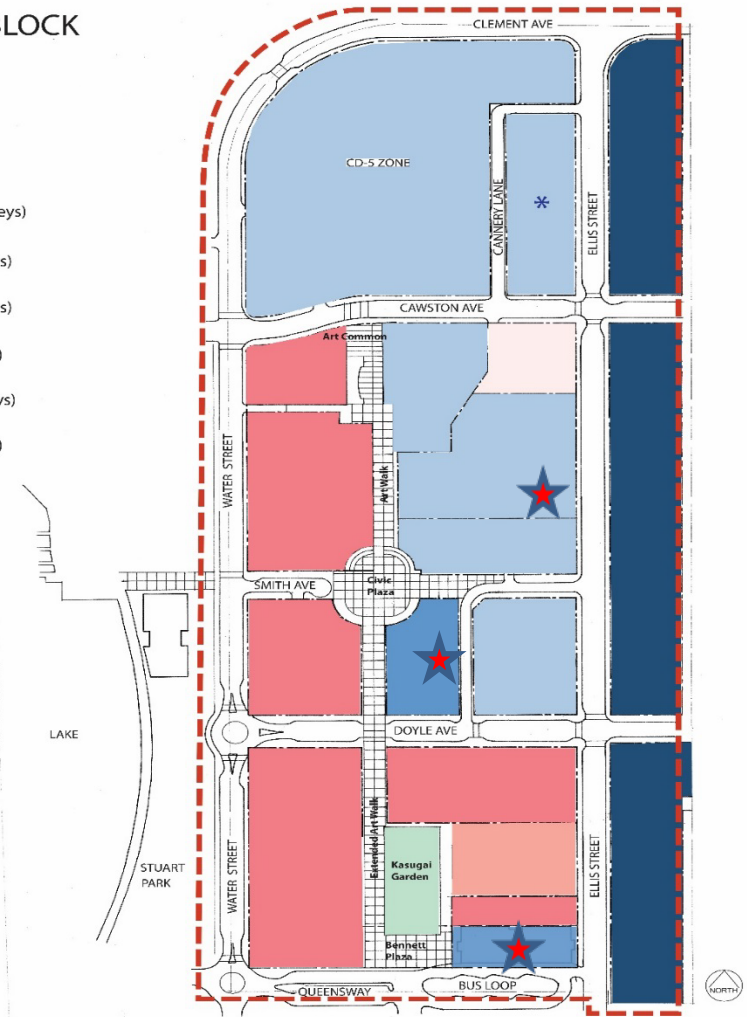 BLOCK
CLEMENT AVE
eys)
CD-5 ZONE
CANNERY LANE
*
ELLIS STREET
s)
s)
CAWSTON AVE
Art Common
)
ys)
)
WATER STREET
Art Walk
SMITH AVE
Civic
Plaza
LAKE
DOYLE AVE
Extended Art Walk
Kasugai
Garden
STUART
PARK
WATER STREET
ELLIS STREET
Bennett
Plaza
QUEENSWAY
BUS LOOP
NORTH